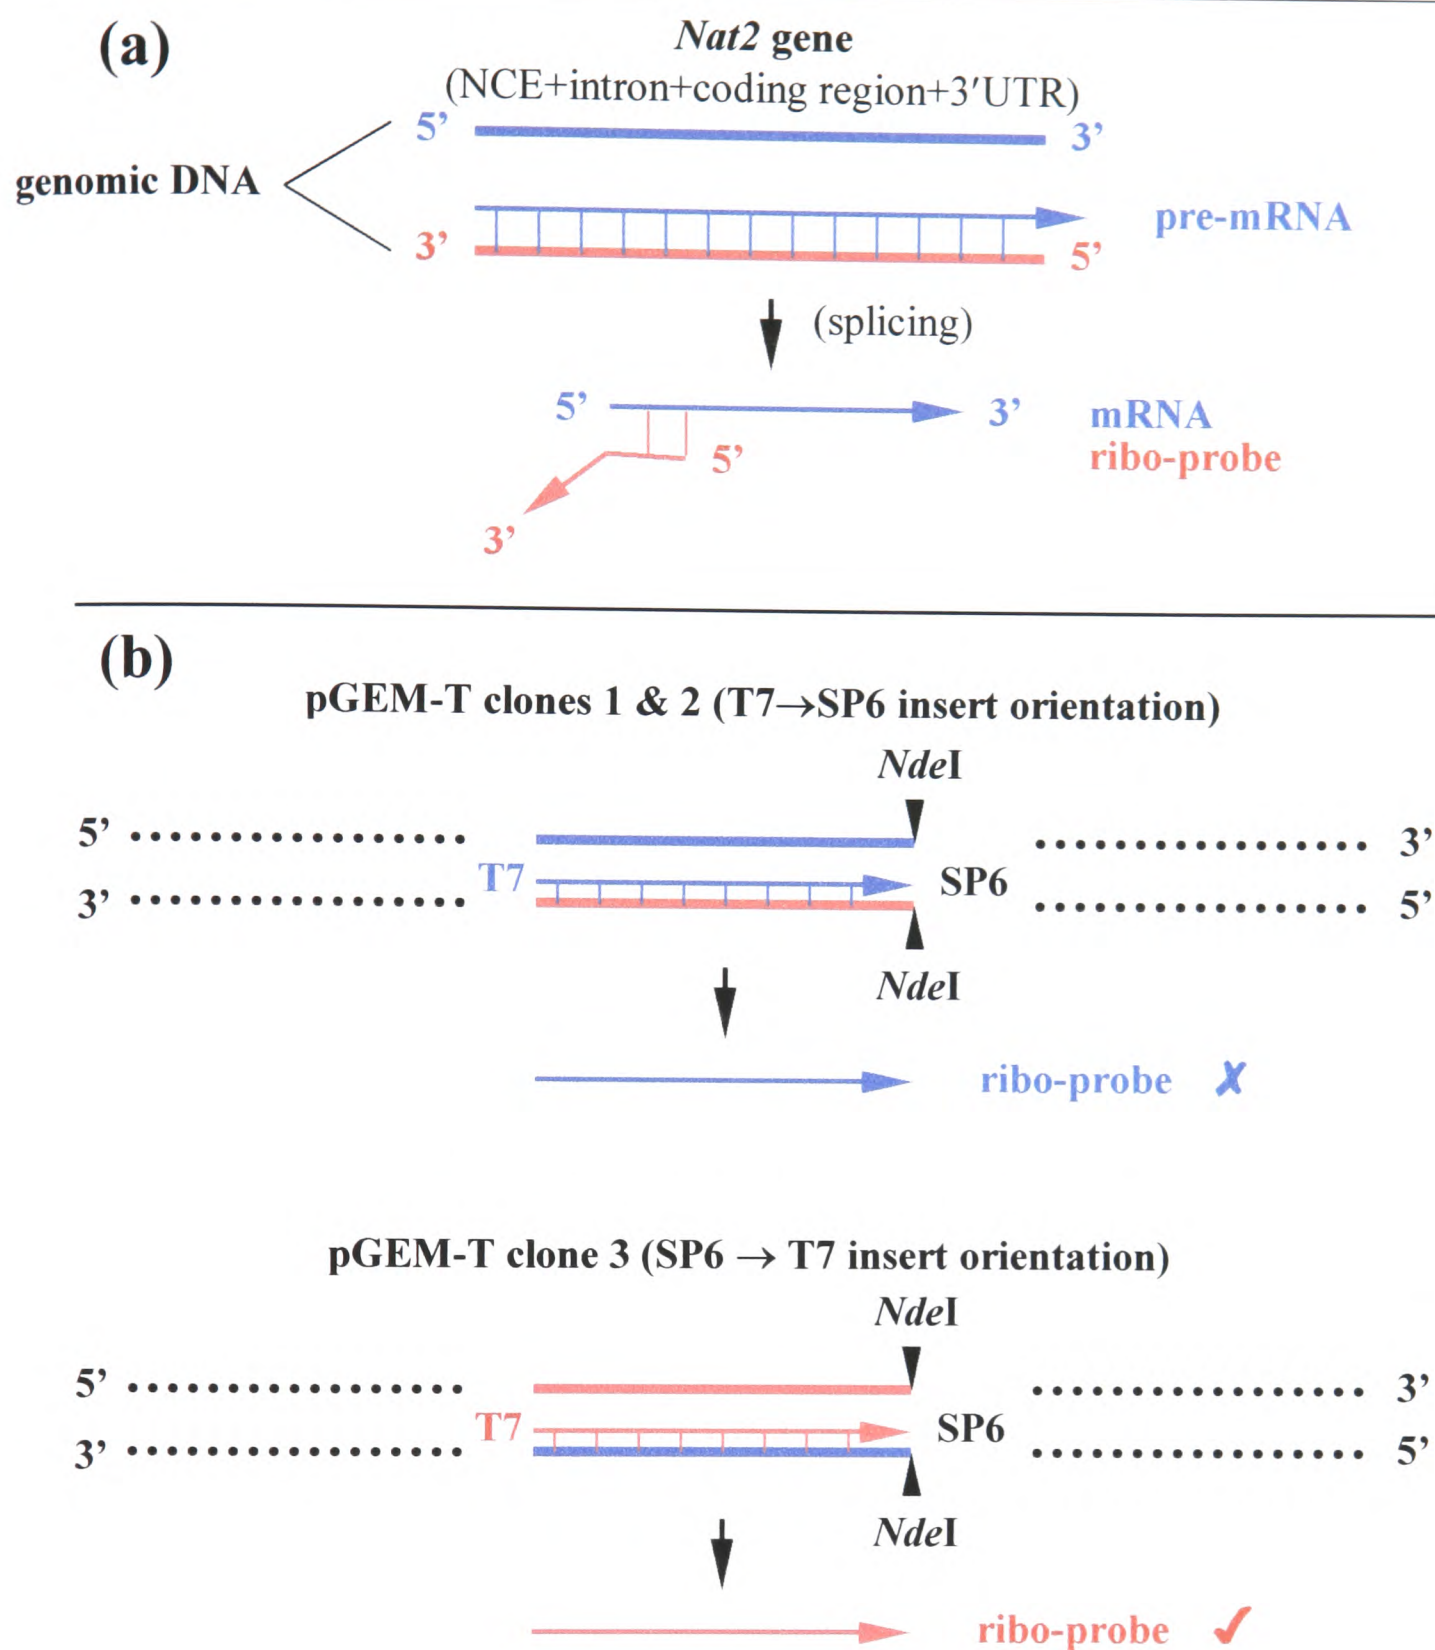 (a)
Nat2 gene
(NCE+intron+coding region+3′UTR)
5’ 3’
genomic DNA
pre-mRNA
3’ 5’
(splicing)
5’ 3’ mRNA
5’ ribo-probe
3’
(b)
pGEM-T clones 1 & 2 (T7→SP6 insert orientation)
NdeI
5’ 3’
T7 SP6
3’ 5’
NdeI
ribo-probe ✗
pGEM-T clone 3 (SP6 → T7 insert orientation)
NdeI
5’ 3’
T7 SP6
3’ 5’
NdeI
ribo-probe ✓